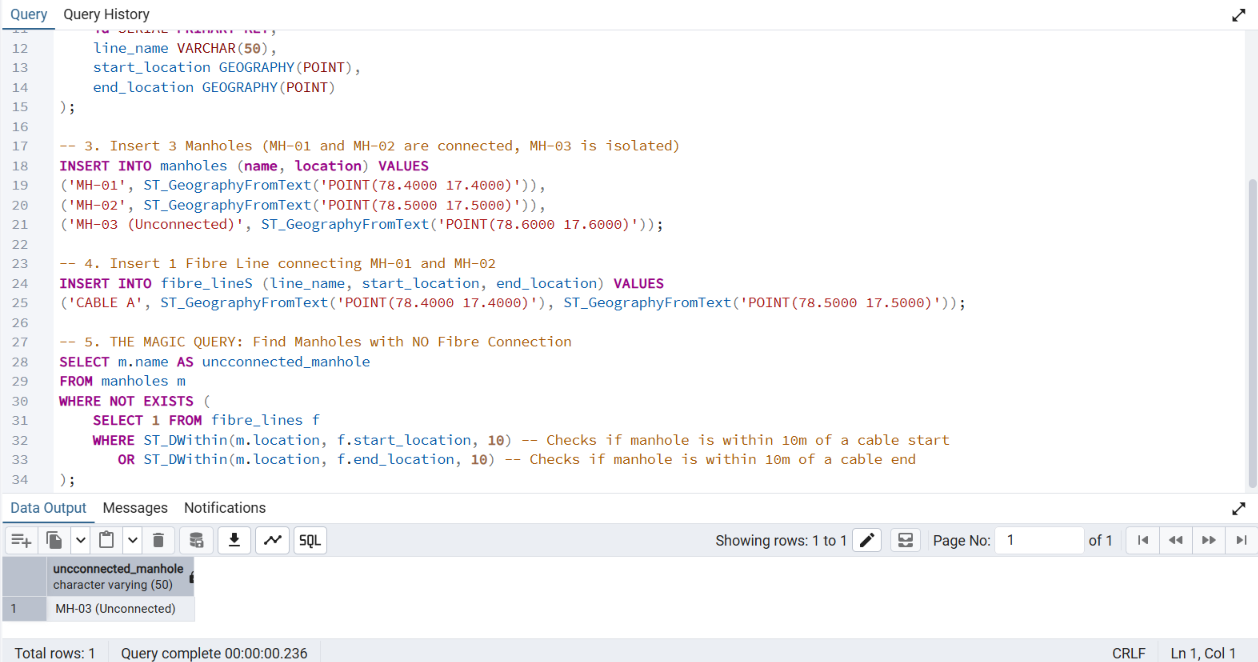 Query Query History
11 id SERIAL PRIMARY KEY,
12 line_name VARCHAR(50),
13 start_location GEOGRAPHY(POINT),
14 end_location GEOGRAPHY(POINT)
15 );
16
17 -- 3. Insert 3 Manholes (MH-01 and MH-02 are connected, MH-03 is isolated)
18 INSERT INTO manholes (name, location) VALUES
19 ('MH-01', ST_GeographyFromText('POINT(78.4000 17.4000)')),
20 ('MH-02', ST_GeographyFromText('POINT(78.5000 17.5000)')),
21 ('MH-03 (Unconnected)', ST_GeographyFromText('POINT(78.6000 17.6000)'));
22
23 -- 4. Insert 1 Fibre Line connecting MH-01 and MH-02
24 INSERT INTO fibre_lineS (line_name, start_location, end_location) VALUES
25 ('CABLE A', ST_GeographyFromText('POINT(78.4000 17.4000)'), ST_GeographyFromText('POINT(78.5000 17.5000)'));
26
27 -- 5. THE MAGIC QUERY: Find Manholes with NO Fibre Connection
28 SELECT m.name AS uncconnected_manhole
29 FROM manholes m
30 WHERE NOT EXISTS (
31 SELECT 1 FROM fibre_lines f
32 WHERE ST_DWithin(m.location, f.start_location, 10) -- Checks if manhole is within 10m of a cable start
33 OR ST_DWithin(m.location, f.end_location, 10) -- Checks if manhole is within 10m of a cable end
34 );
Data Output Messages Notifications
SQL Showing rows: 1 to 1 Page No: 1 of 1
uncconnected_manhole
character varying (50)
1 MH-03 (Unconnected)
Total rows: 1 Query complete 00:00:00.236 CRLF Ln 1, Col 1